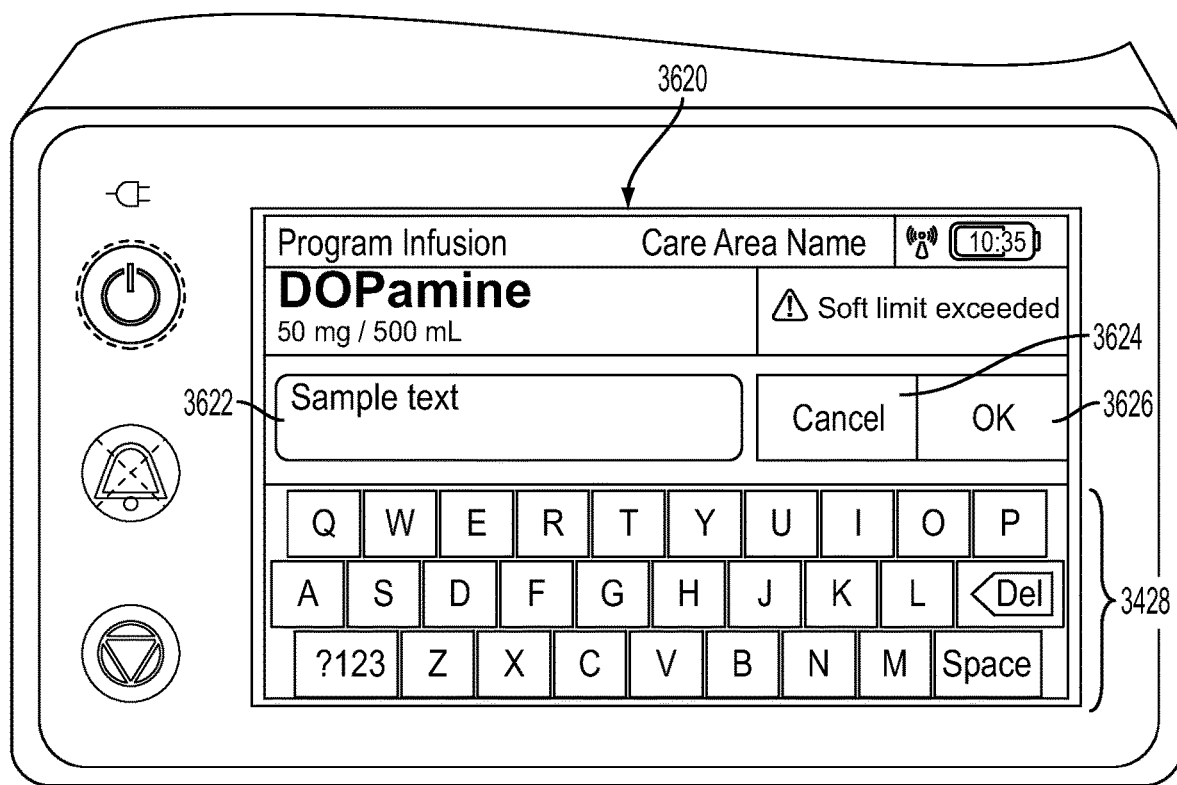 3620
Program Infusion Care Area Name 10:35
DOPamine
50 mg / 500 mL
Soft limit exceeded
3624
3622
Sample text
Cancel OK
3626
Q W E R T Y U I O P
A S D F G H J K L Del
3428
?123 Z X C V B N M Space